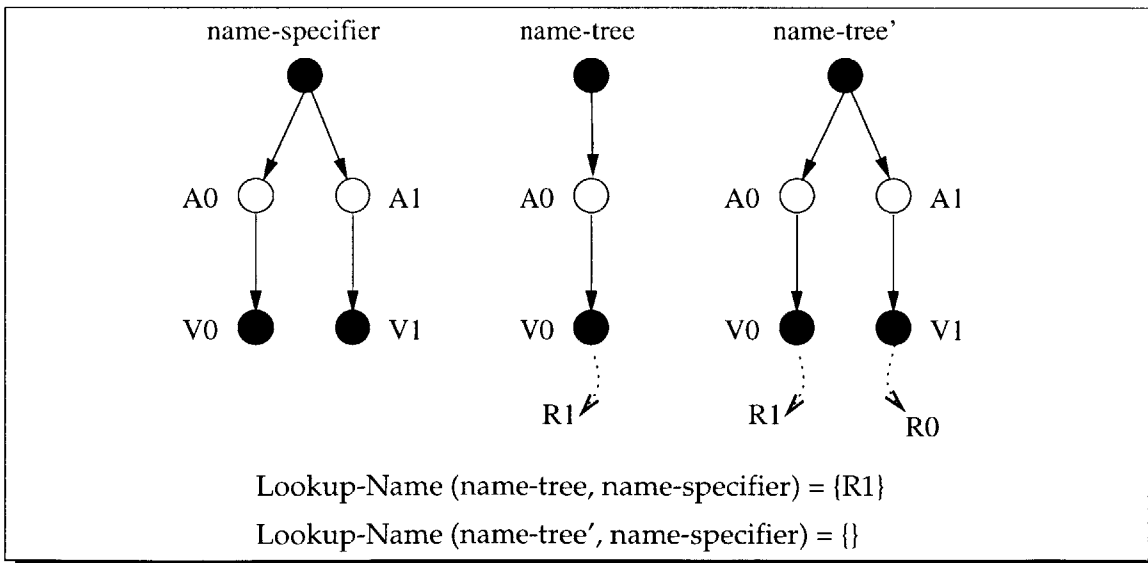 name-specifier name-tree name-tree’
A0 A1 A0 A0 A1
V0 V1 V0 V0 V1
R1 R1 R0
Lookup-Name (name-tree, name-specifier) = {R1}
Lookup-Name (name-tree’, name-specifier) = {}